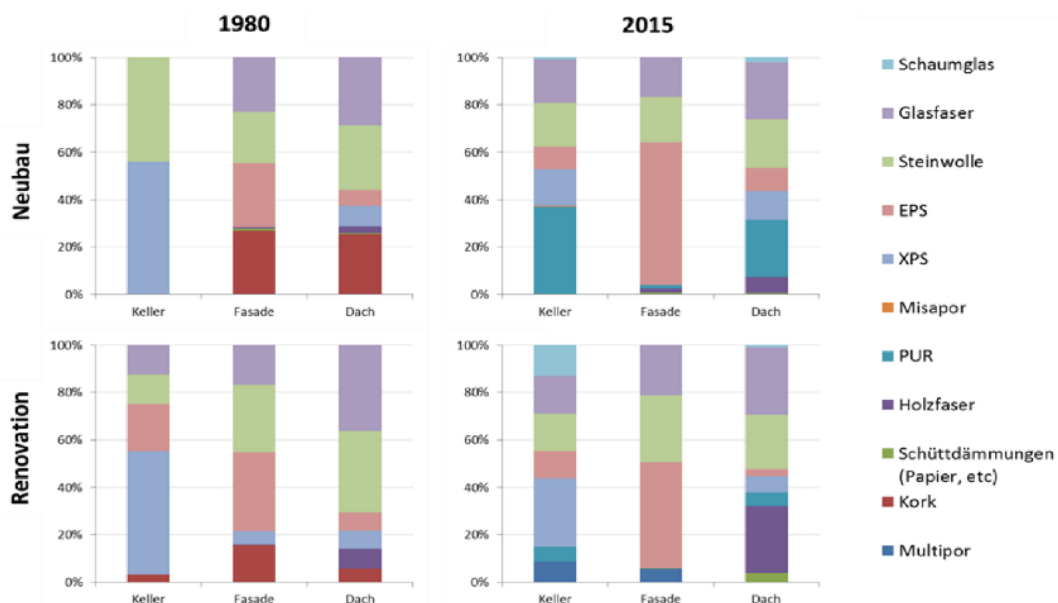 1980
2015
Neubau
100%
80%
60%
40%
20%
0%
Keller
Fasade
Dach
100%
80%
60%
40%
20%
0%
Keller
Fasade
Dach
Renovation
100%
80%
60%
40%
20%
0%
Keller
Fasade
Dach
100%
80%
60%
40%
20%
0%
Keller
Fasade
Dach
Schaumglas
Glasfaser
Steinwolle
EPS
XPS
Misapor
PUR
Holzfaser
Schüttdämmungen
(Papier, etc)
Kork
Multipor